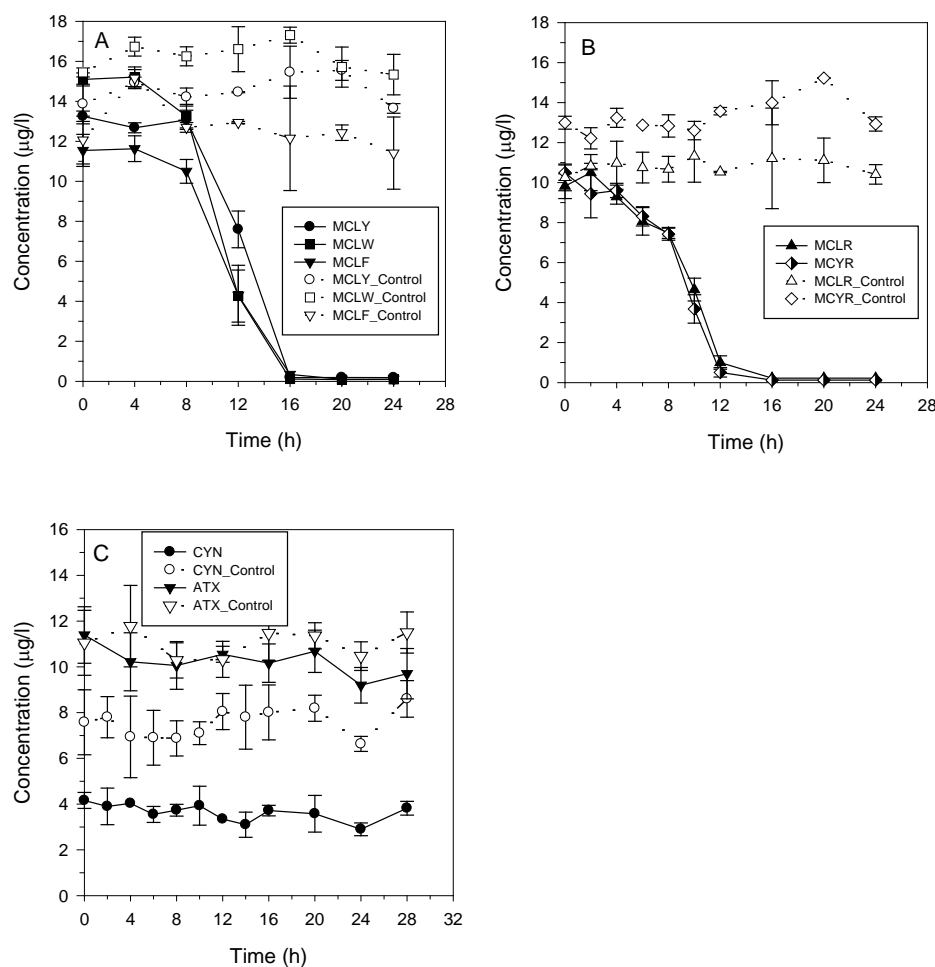 A
Concentration (µg/l)
18
16
14
12
10
8
6
4
2
0
MCLY
MCLW
MCLF
MCLY_Control
MCLW_Control
MCLF_Control
0 4 8 12 16 20 24 28
Time (h)
B
Concentration (µg/l)
18
16
14
12
10
8
6
4
2
0
MCLR
MCYR
MCLR_Control
MCYR_Control
0 4 8 12 16 20 24 28
Time (h)
C
Concentration (µg/l)
16
14
12
10
8
6
4
2
0
CYN
CYN_Control
ATX
ATX_Control
0 4 8 12 16 20 24 28 32
Time (h)